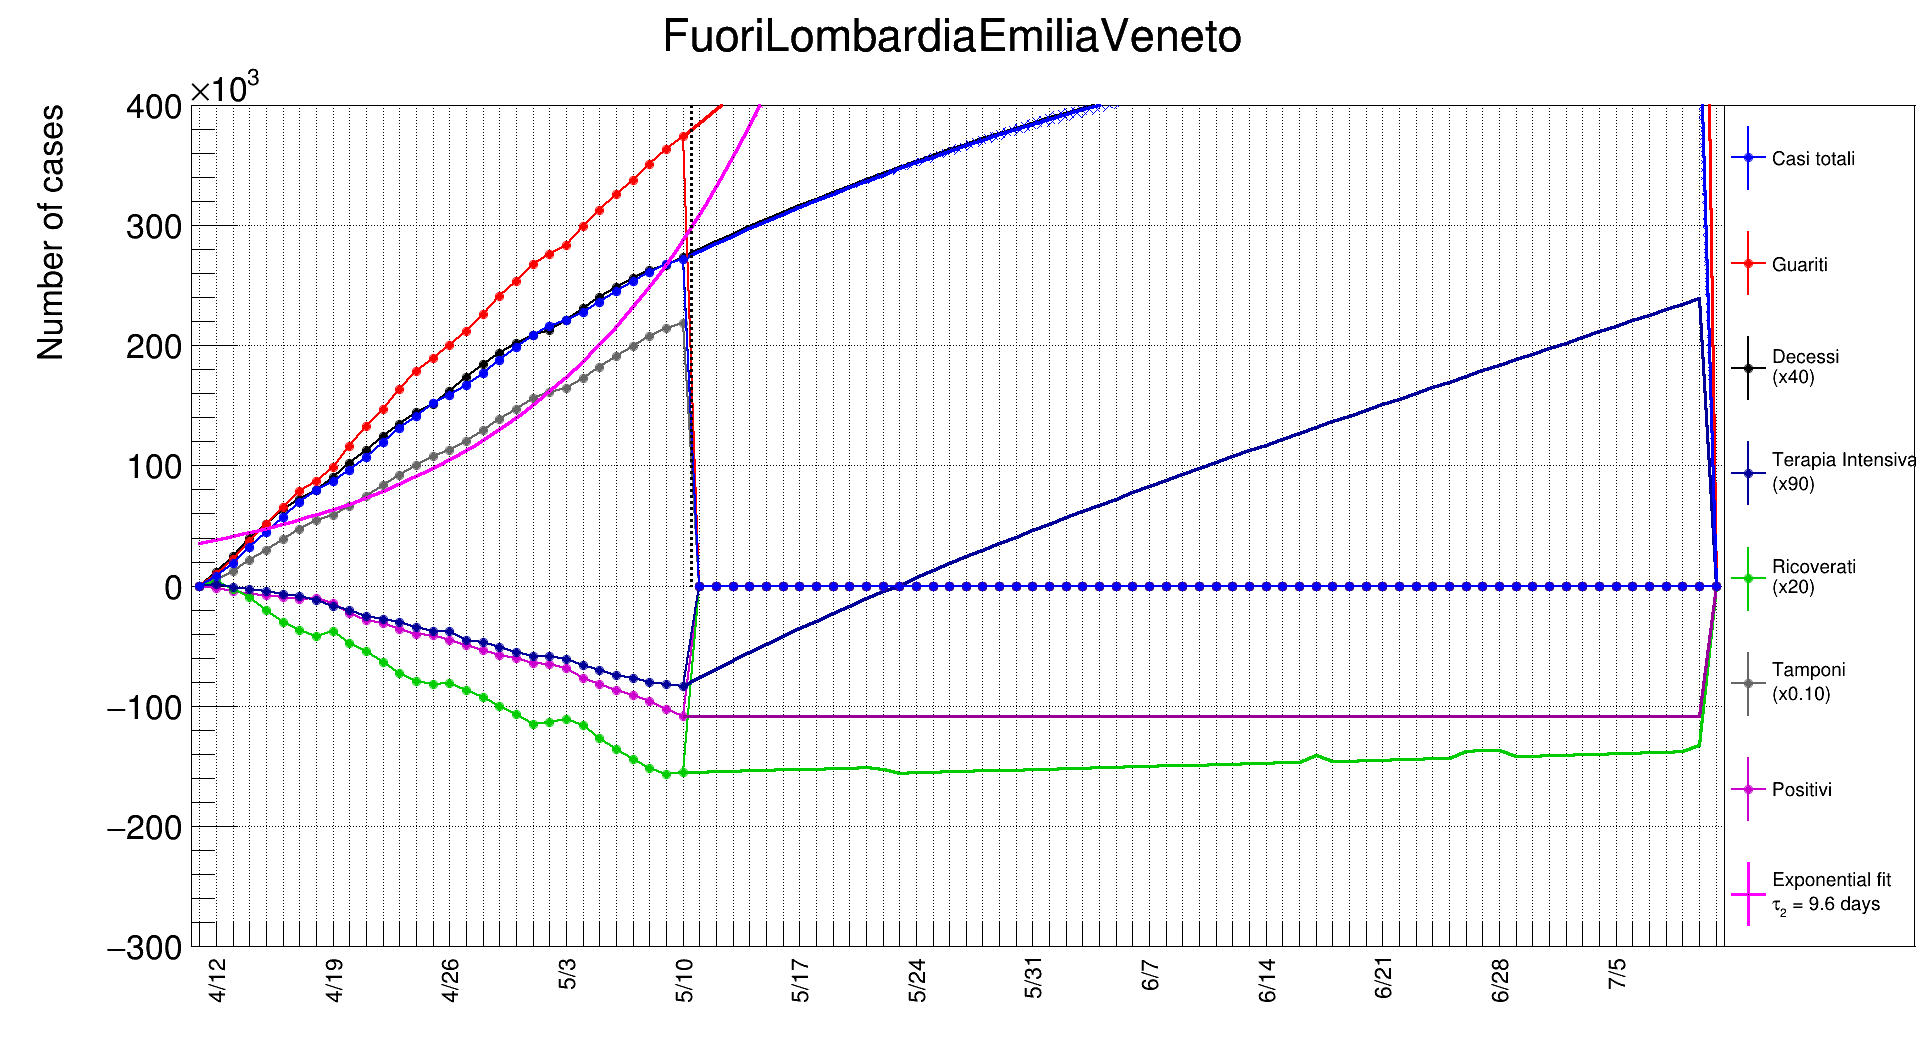 FuoriLombardiaEmiliaVeneto
×10³
Number of cases
400
300
200
100
0
−100
−200
−300
4/12
4/19
4/26
5/3
5/10
5/17
5/24
5/31
6/7
6/14
6/21
6/28
7/5
Casi totali
Guariti
Decessi
(x40)
Terapia Intensiva
(x90)
Ricoverati
(x20)
Tamponi
(x0.10)
Positivi
Exponential fit
τ₂ = 9.6 days